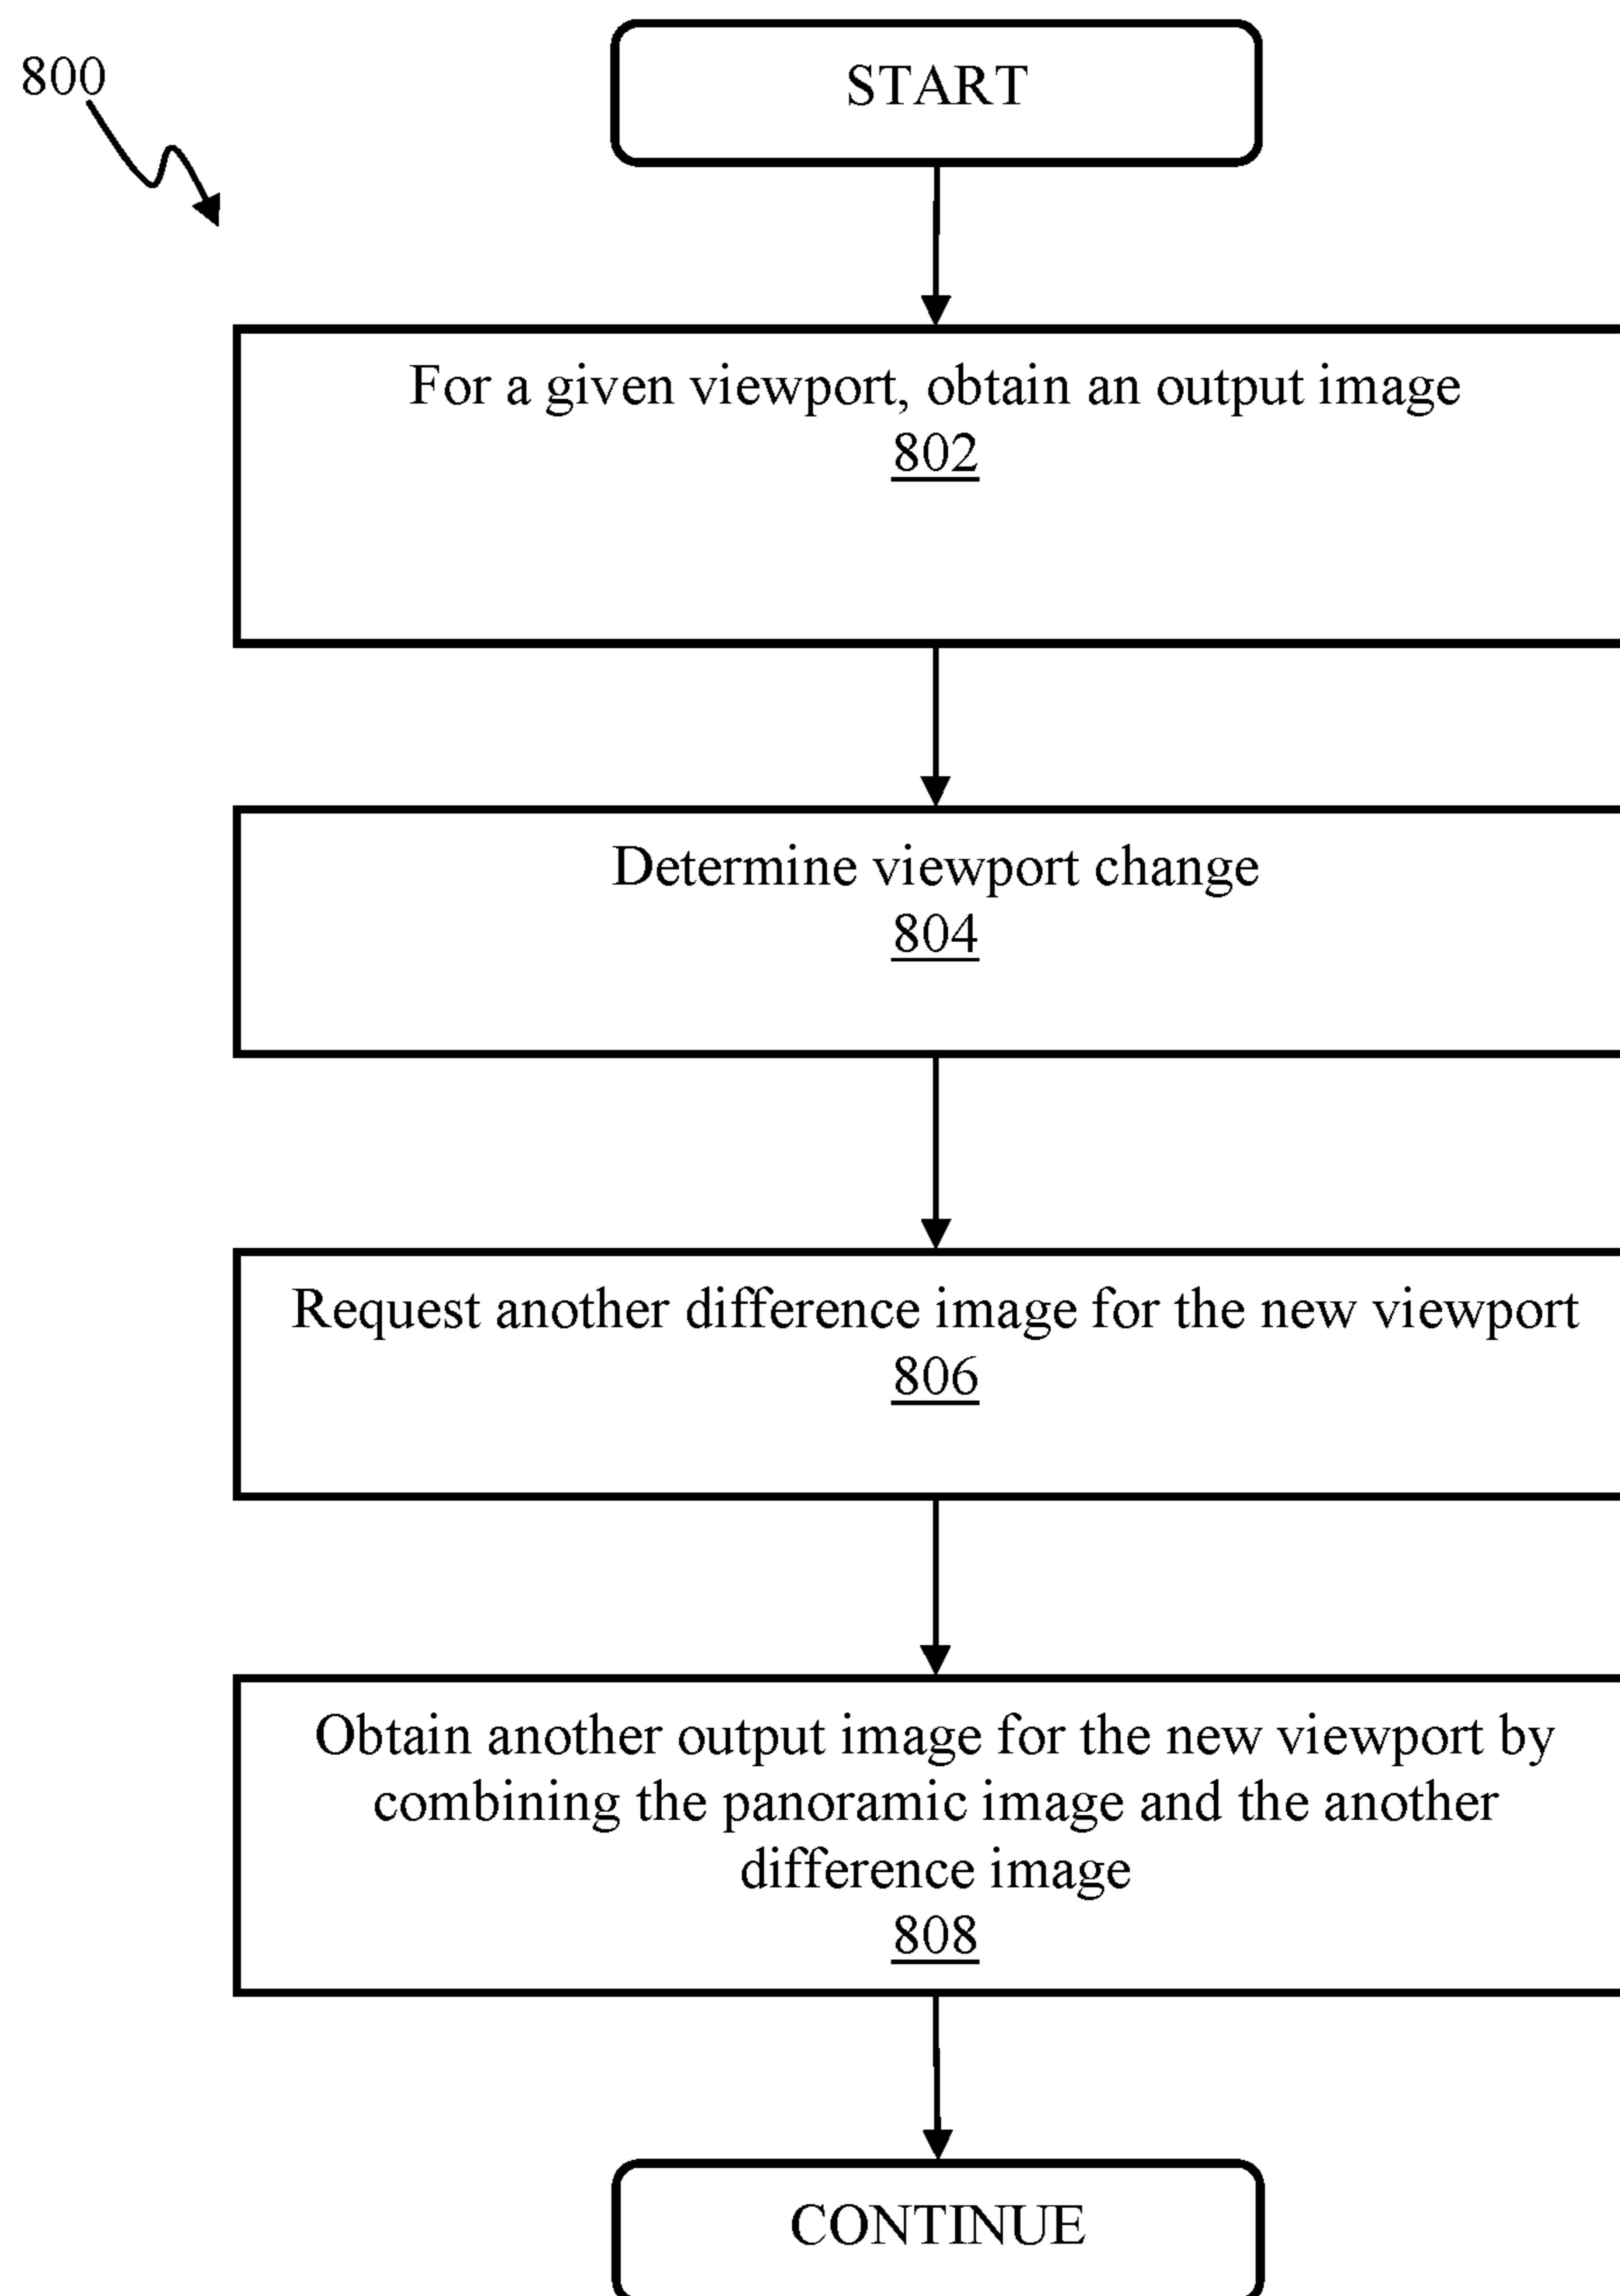 800
START
For a given viewport, obtain an output image
802
Determine viewport change
804
Request another difference image for the new viewport
806
Obtain another output image for the new viewport by
combining the panoramic image and the another
difference image
808
CONTINUE